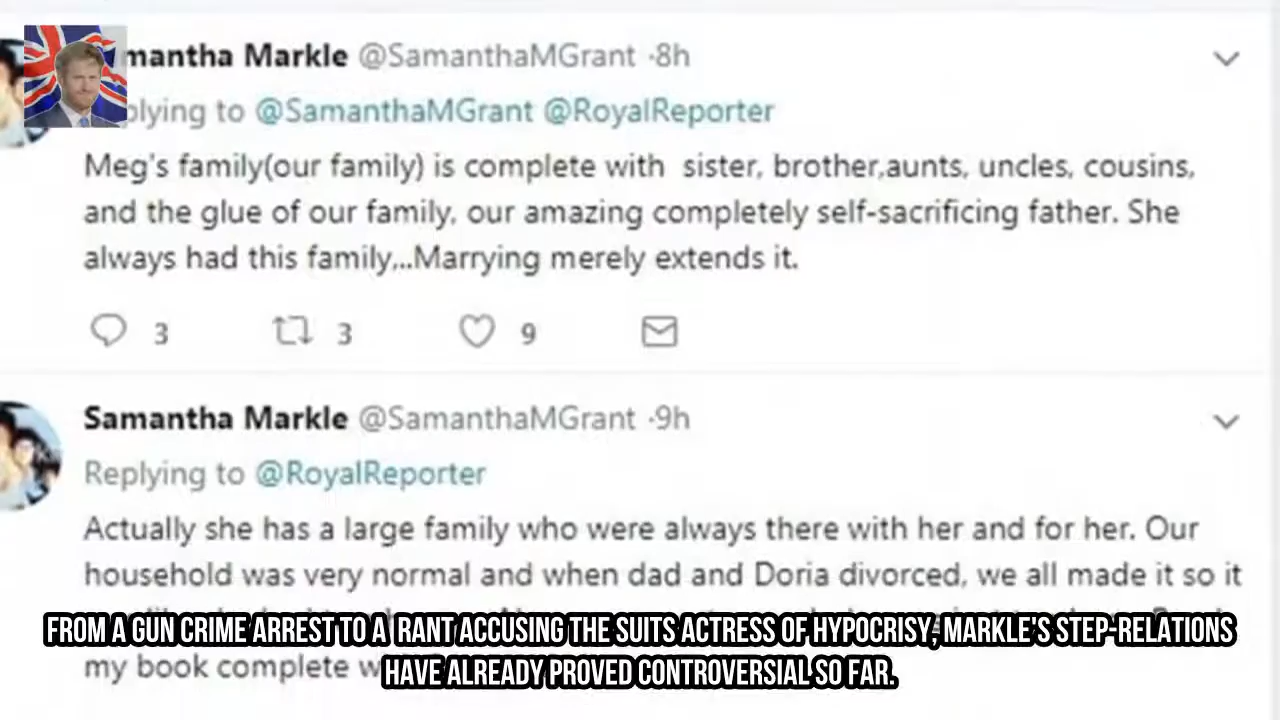 mantha Markle @SamanthaMGrant ·8h
plying to @SamanthaMGrant @RoyalReporter
Meg's family(our family) is complete with sister, brother,aunts, uncles, cousins,
and the glue of our family, our amazing completely self-sacrificing father. She
always had this family,..Marrying merely extends it.
3 3 9
Samantha Markle @SamanthaMGrant ·9h
Replying to @RoyalReporter
Actually she has a large family who were always there with her and for her. Our
household was very normal and when dad and Doria divorced, we all made it so it
FROM A GUN CRIME ARREST TO A RANT ACCUSING THE SUITS ACTRESS OF HYPOCRISY, MARKLE'S STEP-RELATIONS
my book complete w
HAVE ALREADY PROVED CONTROVERSIAL SO FAR.